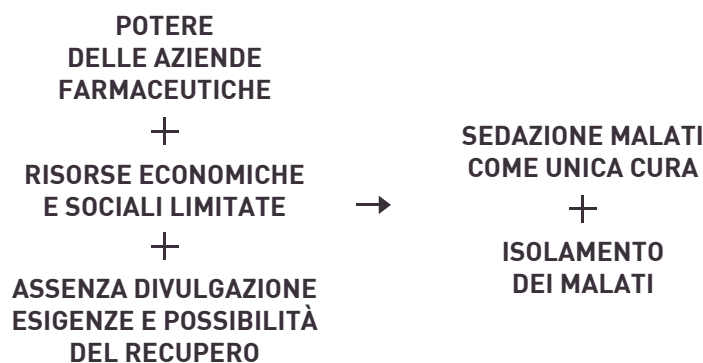 POTERE
DELLE AZIENDE
FARMACEUTICHE
+
RISORSE ECONOMICHE
E SOCIALI LIMITATE
+
ASSENZA DIVULGAZIONE
ESIGENZE E POSSIBILITÀ
DEL RECUPERO
→
SEDAZIONE MALATI
COME UNICA CURA
+
ISOLAMENTO
DEI MALATI